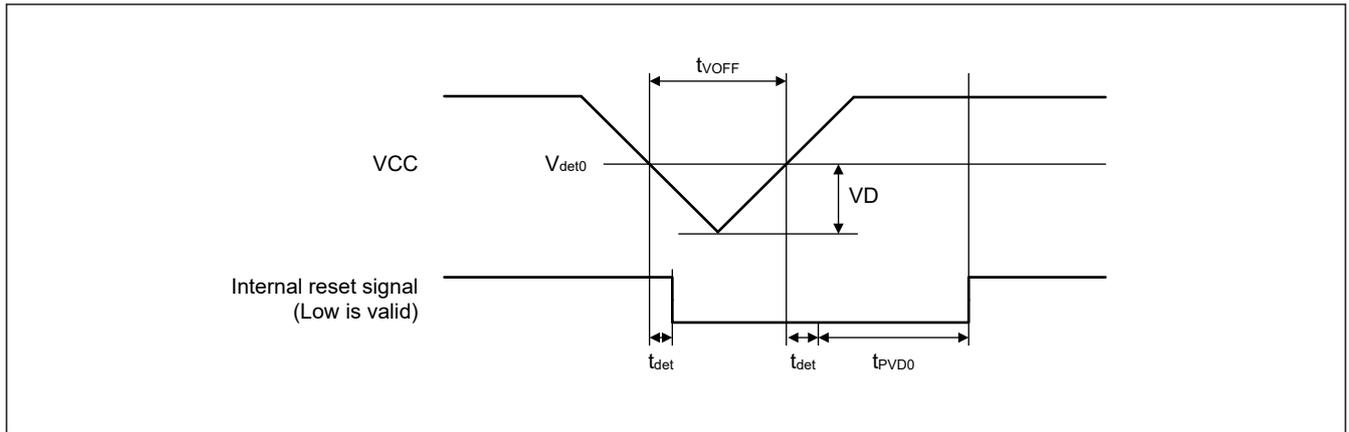 tVOFF
VCC
Vdet0
VD
Internal reset signal
(Low is valid)
tdet
tdet
tPVD0